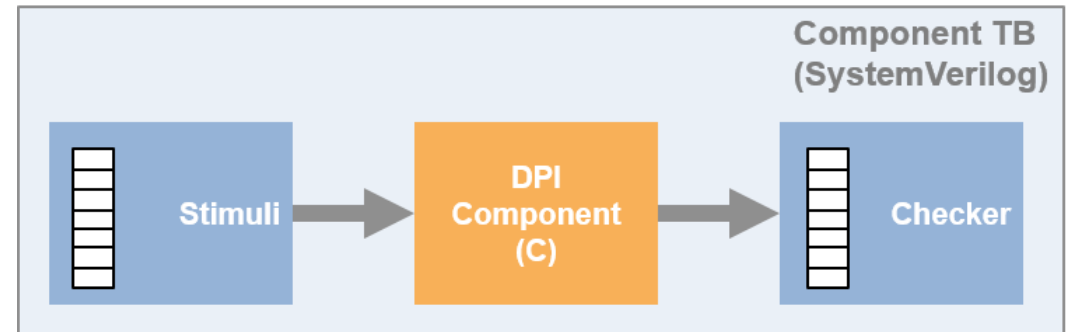 Component TB
(SystemVerilog)
Stimuli
DPI
Component
(C)
Checker